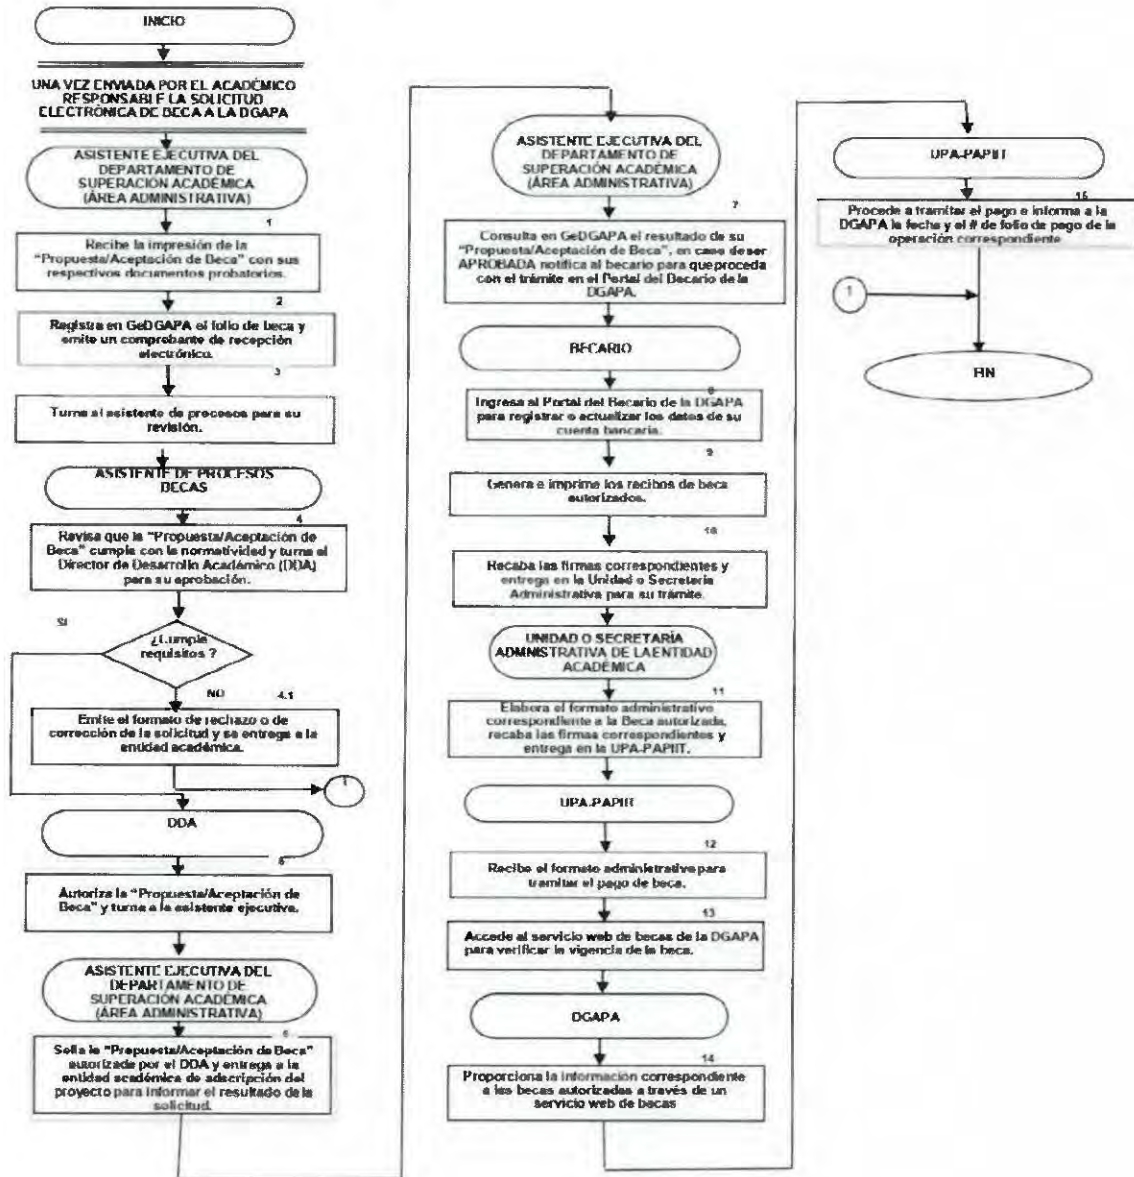 INICIO
UNA VEZ ENVIADA POR EL ACADÉMICO
RESPONSABLE LA SOLICITUD
ELECTRÓNICA DE BECA A LA DGAPA
ASISTENTE EJECUTIVA DEL
DEPARTAMENTO DE
SUPERACIÓN ACADÉMICA
(ÁREA ADMINISTRATIVA)
1
Recibe la impresión de la
"Propuesta/Aceptación de Beca" con sus
respectivos documentos probatorios.
2
Registra en GeDGAPA el folio de beca y
emite un comprobante de recepción
electrónico.
3
Turna al asistente de procesos para su
revisión.
ASISTENTE DE PROCESOS
BECAS
4
Revisa que la "Propuesta/Aceptación de
Beca" cumpla con la normatividad y turna al
Director de Desarrollo Académico (DDA)
para su aprobación.
SI
¿Cumple
requisitos ?
NO
4.1
Emite el formato de rechazo o de
corrección de la solicitud y se entrega a la
entidad académica.
1
DDA
5
Autoriza la "Propuesta/Aceptación de
Beca" y turna a la asistente ejecutiva.
ASISTENTE EJECUTIVA DEL
DEPARTAMENTO DE
SUPERACIÓN ACADÉMICA
(ÁREA ADMINISTRATIVA)
6
Sella la "Propuesta/Aceptación de Beca"
autorizada por el DDA y entrega a la
entidad académica de adscripción del
proyecto para informar el resultado de la
solicitud.
ASISTENTE EJECUTIVA DEL
DEPARTAMENTO DE
SUPERACIÓN ACADÉMICA
(ÁREA ADMINISTRATIVA)
7
Consulta en GeDGAPA el resultado de su
"Propuesta/Aceptación de Beca", en caso de ser
APROBADA notifica al becario para que proceda
con el trámite en el Portal del Becario de la
DGAPA.
BECARIO
8
Ingresa al Portal del Becario de la DGAPA
para registrar o actualizar los datos de su
cuenta bancaria.
9
Genera e imprime los recibos de beca
autorizados.
10
Recaba las firmas correspondientes y
entrega en la Unidad o Secretaría
Administrativa para su trámite.
UNIDAD O SECRETARÍA
ADMNISTRATIVA DE LA ENTIDAD
ACADÉMICA
11
Elabora el formato administrativo
correspondiente a la Beca autorizada,
recaba las firmas correspondientes y
entrega en la UPA-PAPIIT.
UPA-PAPIIT
12
Recibe el formato administrativo para
tramitar el pago de beca.
13
Accede al servicio web de becas de la DGAPA
para verificar la vigencia de la beca.
DGAPA
14
Proporciona la información correspondiente
a las becas autorizadas a través de un
servicio web de becas
UPA-PAPIIT
15
Procede a tramitar el pago e informa a la
DGAPA la fecha y el # de folio de pago de la
operación correspondiente
1
FIN